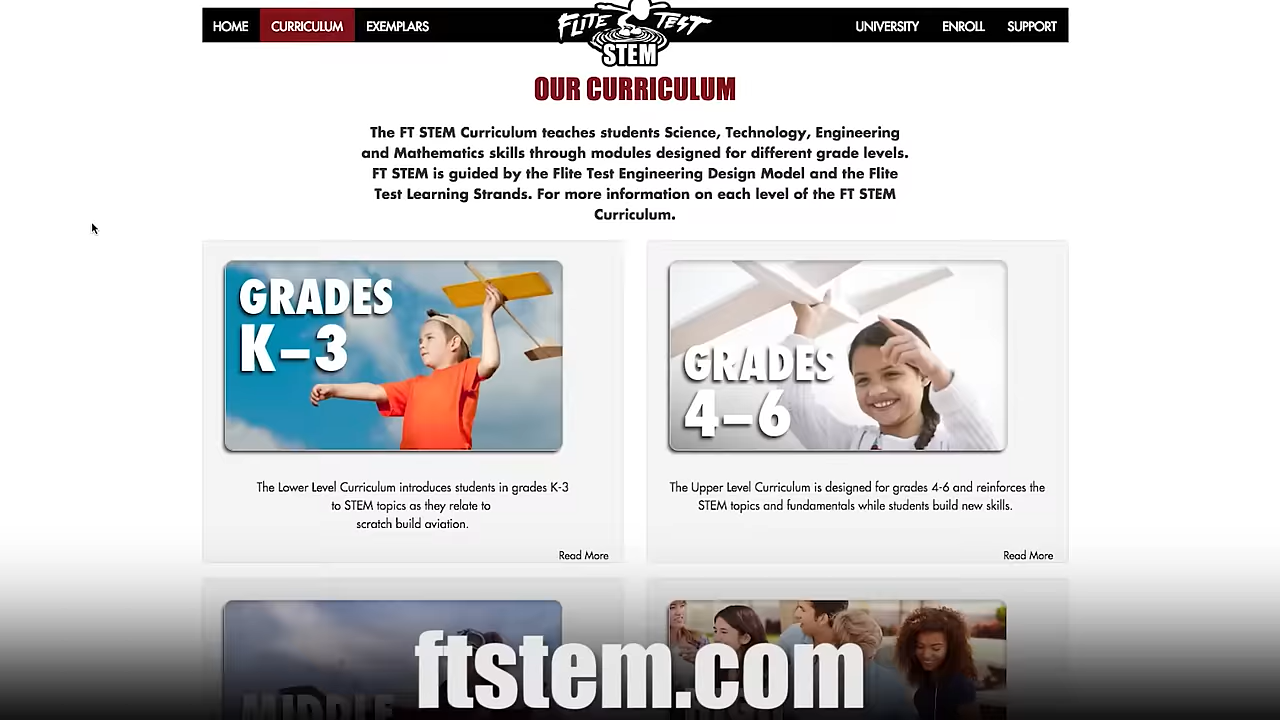 HOME CURRICULUM EXEMPLARS FLITE TEST UNIVERSITY ENROLL SUPPORT
STEM
OUR CURRICULUM
The FT STEM Curriculum teaches students Science, Technology, Engineering
and Mathematics skills through modules designed for different grade levels.
FT STEM is guided by the Flite Test Engineering Design Model and the Flite
Test Learning Strands. For more information on each level of the FT STEM
Curriculum.
GRADES
K–3
The Lower Level Curriculum introduces students in grades K-3
to STEM topics as they relate to
scratch build aviation.
Read More
GRADES
4–6
The Upper Level Curriculum is designed for grades 4-6 and reinforces the
STEM topics and fundamentals while students build new skills.
Read More
MIDDLE
ftstem.com